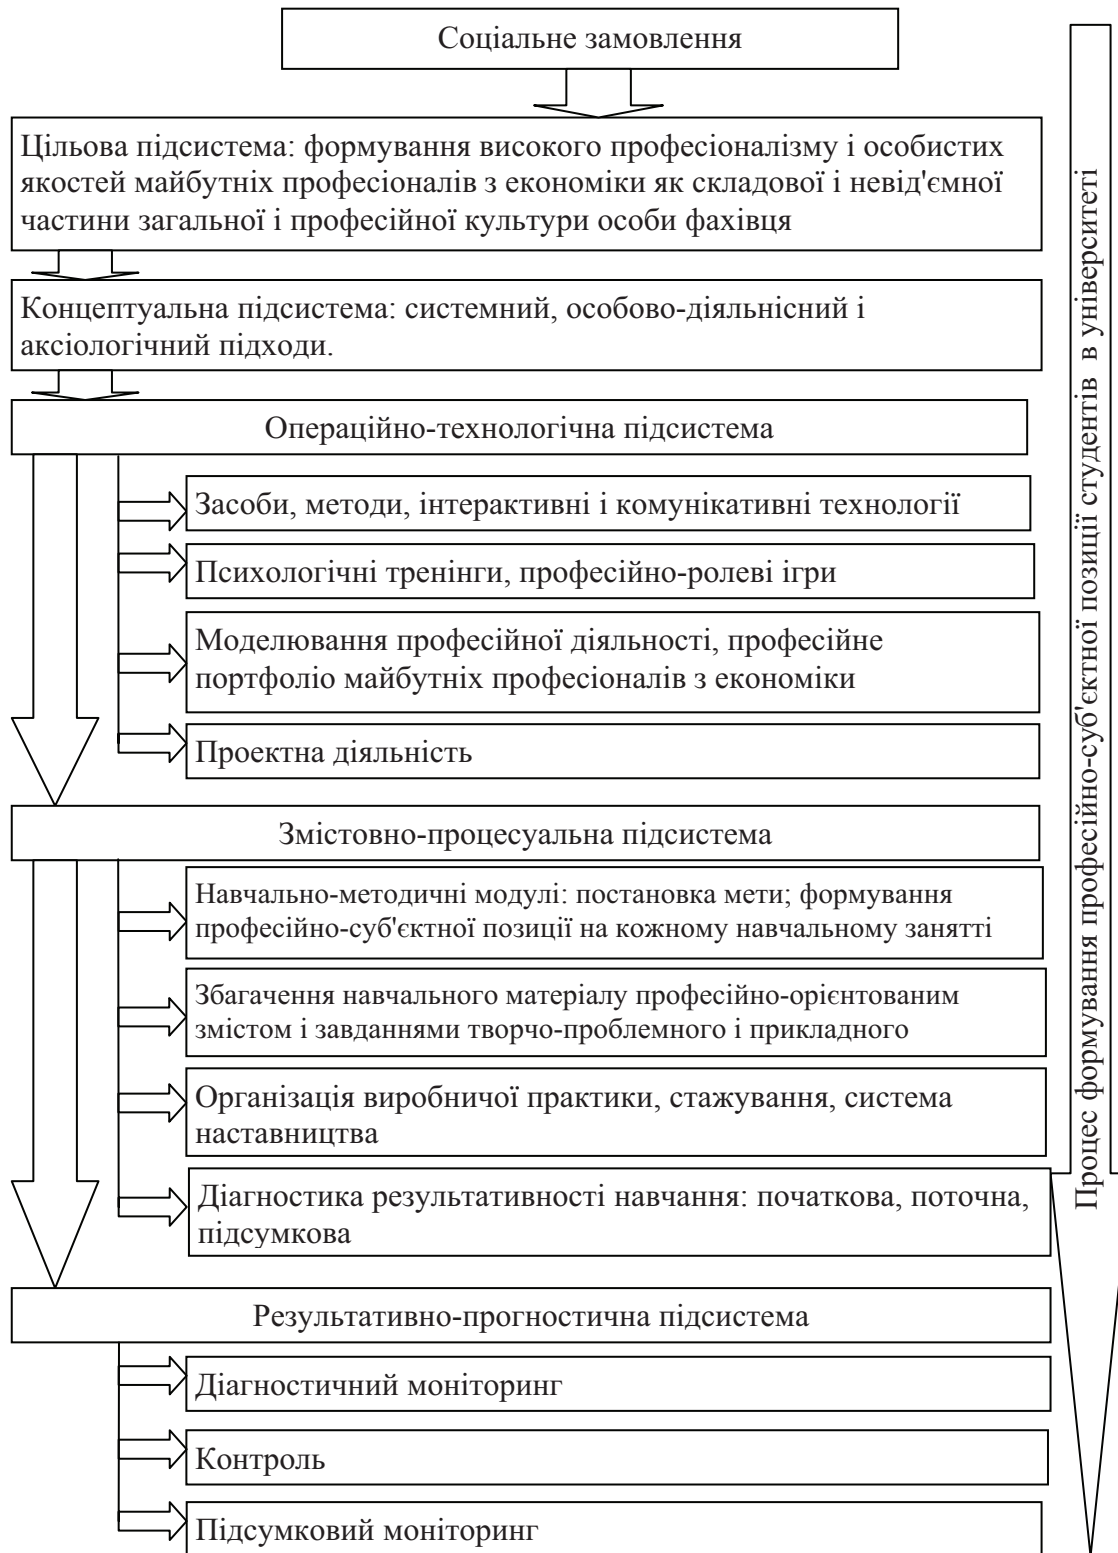 Соціальне замовлення
Цільова підсистема: формування високого професіоналізму і особистих
якостей майбутніх професіоналів з економіки як складової і невід'ємної
частини загальної і професійної культури особи фахівця
Концептуальна підсистема: системний, особово-діяльнісний і
аксіологічний підходи.
Операційно-технологічна підсистема
Засоби, методи, інтерактивні і комунікативні технології
Психологічні тренінги, професійно-ролеві ігри
Моделювання професійної діяльності, професійне
портфоліо майбутніх професіоналів з економіки
Проектна діяльність
Змістовно-процесуальна підсистема
Навчально-методичні модулі: постановка мети; формування
професійно-суб'єктної позиції на кожному навчальному занятті
Збагачення навчального матеріалу професійно-орієнтованим
змістом і завданнями творчо-проблемного і прикладного
Організація виробничої практики, стажування, система
наставництва
Діагностика результативності навчання: початкова, поточна,
підсумкова
Результативно-прогностична підсистема
Діагностичний моніторинг
Контроль
Підсумковий моніторинг
Процес формування професійно-суб'єктної позиції студентів в університеті